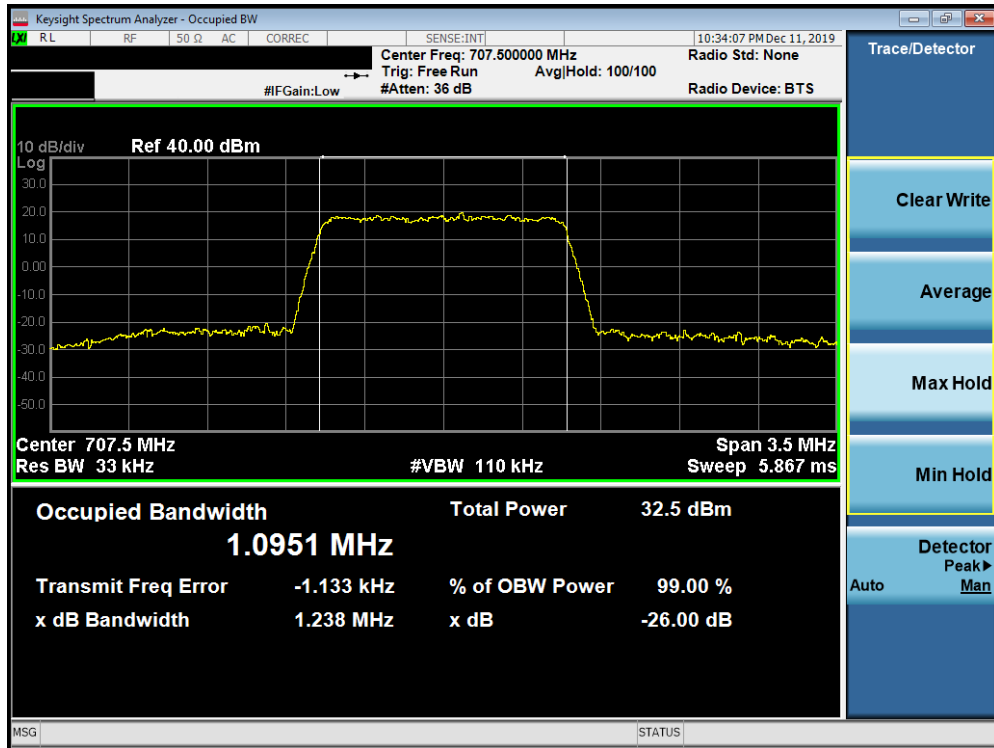 Keysight Spectrum Analyzer - Occupied BW
LXI RL RF 50 Ω AC CORREC SENSE:INT 10:34:07 PM Dec 11, 2019
Center Freq: 707.500000 MHz Radio Std: None
Trig: Free Run Avg|Hold: 100/100
#IFGain:Low #Atten: 36 dB Radio Device: BTS
10 dB/div Ref 40.00 dBm
Log
30.0
20.0
10.0
0.00
-10.0
-20.0
-30.0
-40.0
-50.0
Center 707.5 MHz Span 3.5 MHz
Res BW 33 kHz #VBW 110 kHz Sweep 5.867 ms
Occupied Bandwidth Total Power 32.5 dBm
1.0951 MHz
Transmit Freq Error -1.133 kHz % of OBW Power 99.00 %
x dB Bandwidth 1.238 MHz x dB -26.00 dB
MSG STATUS
Trace/Detector
Clear Write
Average
Max Hold
Min Hold
Detector
Peak
Auto Man